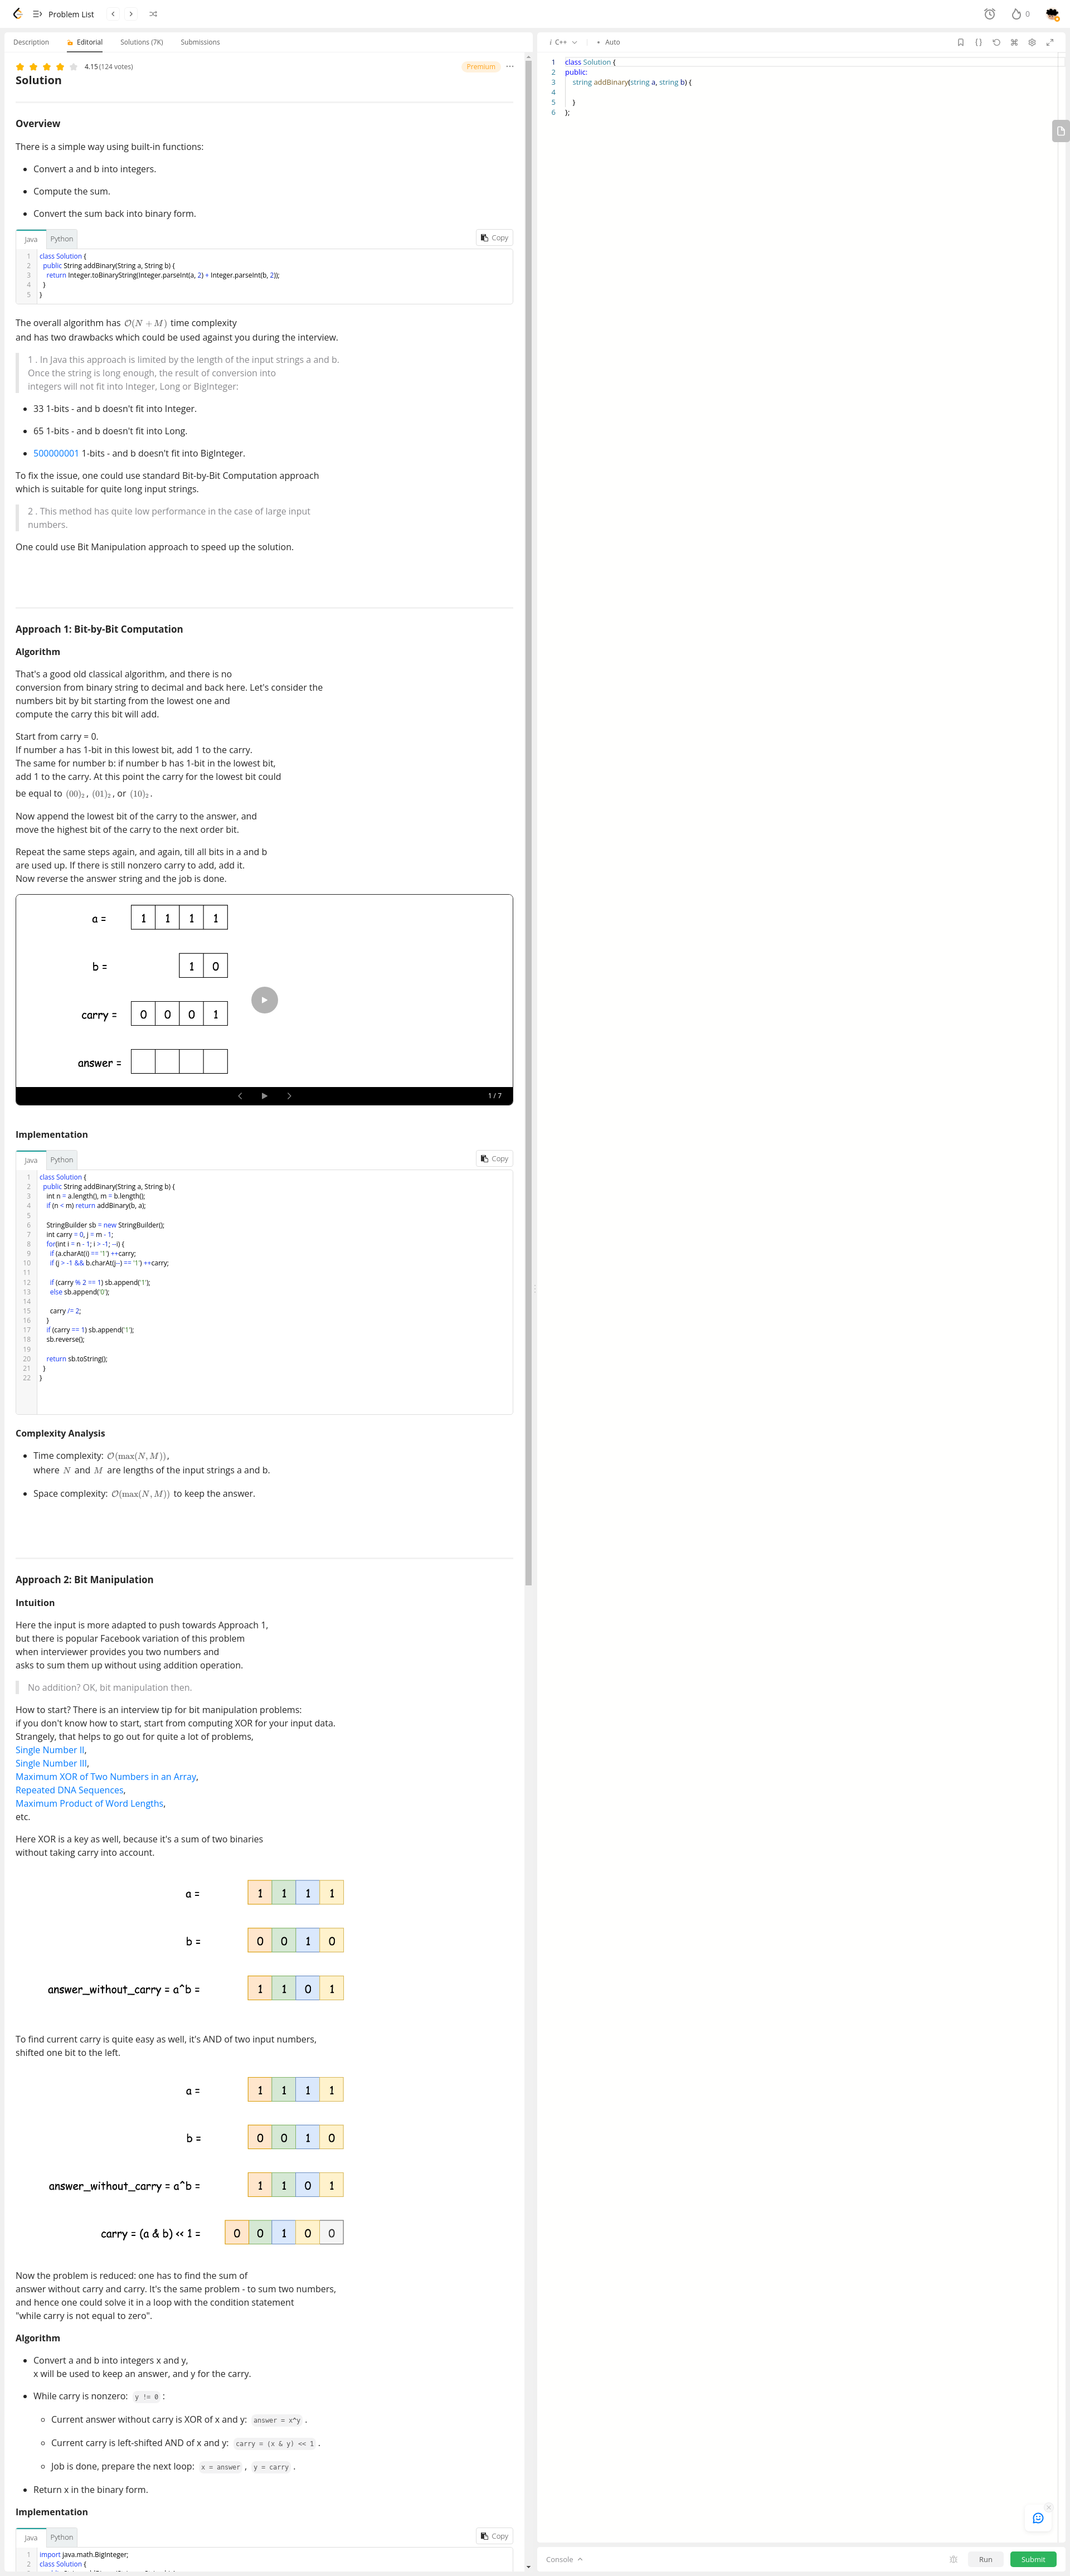 Problem List
0
Description
Editorial
Solutions (7K)
Submissions
4.15 (124 votes)
Premium
Solution
Overview
There is a simple way using built-in functions:
Convert a and b into integers.
Compute the sum.
Convert the sum back into binary form.
Java Python Copy
1 class Solution {
2 public String addBinary(String a, String b) {
3 return Integer.toBinaryString(Integer.parseInt(a, 2) + Integer.parseInt(b, 2));
4 }
5 }
The overall algorithm has O(N + M) time complexity
and has two drawbacks which could be used against you during the interview.
1 . In Java this approach is limited by the length of the input strings a and b.
Once the string is long enough, the result of conversion into
integers will not fit into Integer, Long or BigInteger:
33 1-bits - and b doesn't fit into Integer.
65 1-bits - and b doesn't fit into Long.
500000001 1-bits - and b doesn't fit into BigInteger.
To fix the issue, one could use standard Bit-by-Bit Computation approach
which is suitable for quite long input strings.
2 . This method has quite low performance in the case of large input
numbers.
One could use Bit Manipulation approach to speed up the solution.
Approach 1: Bit-by-Bit Computation
Algorithm
That's a good old classical algorithm, and there is no
conversion from binary string to decimal and back here. Let's consider the
numbers bit by bit starting from the lowest one and
compute the carry this bit will add.
Start from carry = 0.
If number a has 1-bit in this lowest bit, add 1 to the carry.
The same for number b: if number b has 1-bit in the lowest bit,
add 1 to the carry. At this point the carry for the lowest bit could
be equal to (00)₂, (01)₂, or (10)₂.
Now append the lowest bit of the carry to the answer, and
move the highest bit of the carry to the next order bit.
Repeat the same steps again, and again, till all bits in a and b
are used up. If there is still nonzero carry to add, add it.
Now reverse the answer string and the job is done.
a = 1 1 1 1
b = 1 0
carry = 0 0 0 1
answer =
1 / 7
Implementation
Java Python Copy
1 class Solution {
2 public String addBinary(String a, String b) {
3 int n = a.length(), m = b.length();
4 if (n < m) return addBinary(b, a);
5
6 StringBuilder sb = new StringBuilder();
7 int carry = 0, j = m - 1;
8 for(int i = n - 1; i > -1; --i) {
9 if (a.charAt(i) == '1') ++carry;
10 if (j > -1 && b.charAt(j--) == '1') ++carry;
11
12 if (carry % 2 == 1) sb.append('1');
13 else sb.append('0');
14
15 carry /= 2;
16 }
17 if (carry == 1) sb.append('1');
18 sb.reverse();
19
20 return sb.toString();
21 }
22 }
Complexity Analysis
Time complexity: O(max(N, M)),
where N and M are lengths of the input strings a and b.
Space complexity: O(max(N, M)) to keep the answer.
Approach 2: Bit Manipulation
Intuition
Here the input is more adapted to push towards Approach 1,
but there is popular Facebook variation of this problem
when interviewer provides you two numbers and
asks to sum them up without using addition operation.
No addition? OK, bit manipulation then.
How to start? There is an interview tip for bit manipulation problems:
if you don't know how to start, start from computing XOR for your input data.
Strangely, that helps to go out for quite a lot of problems,
Single Number II,
Single Number III,
Maximum XOR of Two Numbers in an Array,
Repeated DNA Sequences,
Maximum Product of Word Lengths,
etc.
Here XOR is a key as well, because it's a sum of two binaries
without taking carry into account.
a = 1 1 1 1
b = 0 0 1 0
answer_without_carry = a^b = 1 1 0 1
To find current carry is quite easy as well, it's AND of two input numbers,
shifted one bit to the left.
a = 1 1 1 1
b = 0 0 1 0
answer_without_carry = a^b = 1 1 0 1
carry = (a & b) << 1 = 0 0 1 0 0
Now the problem is reduced: one has to find the sum of
answer without carry and carry. It's the same problem - to sum two numbers,
and hence one could solve it in a loop with the condition statement
"while carry is not equal to zero".
Algorithm
Convert a and b into integers x and y,
x will be used to keep an answer, and y for the carry.
While carry is nonzero: y != 0 :
Current answer without carry is XOR of x and y: answer = x^y .
Current carry is left-shifted AND of x and y: carry = (x & y) << 1 .
Job is done, prepare the next loop: x = answer , y = carry .
Return x in the binary form.
Implementation
Java Python Copy
1 import java.math.BigInteger;
2 class Solution {
i C++
Auto
1 class Solution {
2 public:
3 string addBinary(string a, string b) {
4
5 }
6 };
Console
Run
Submit